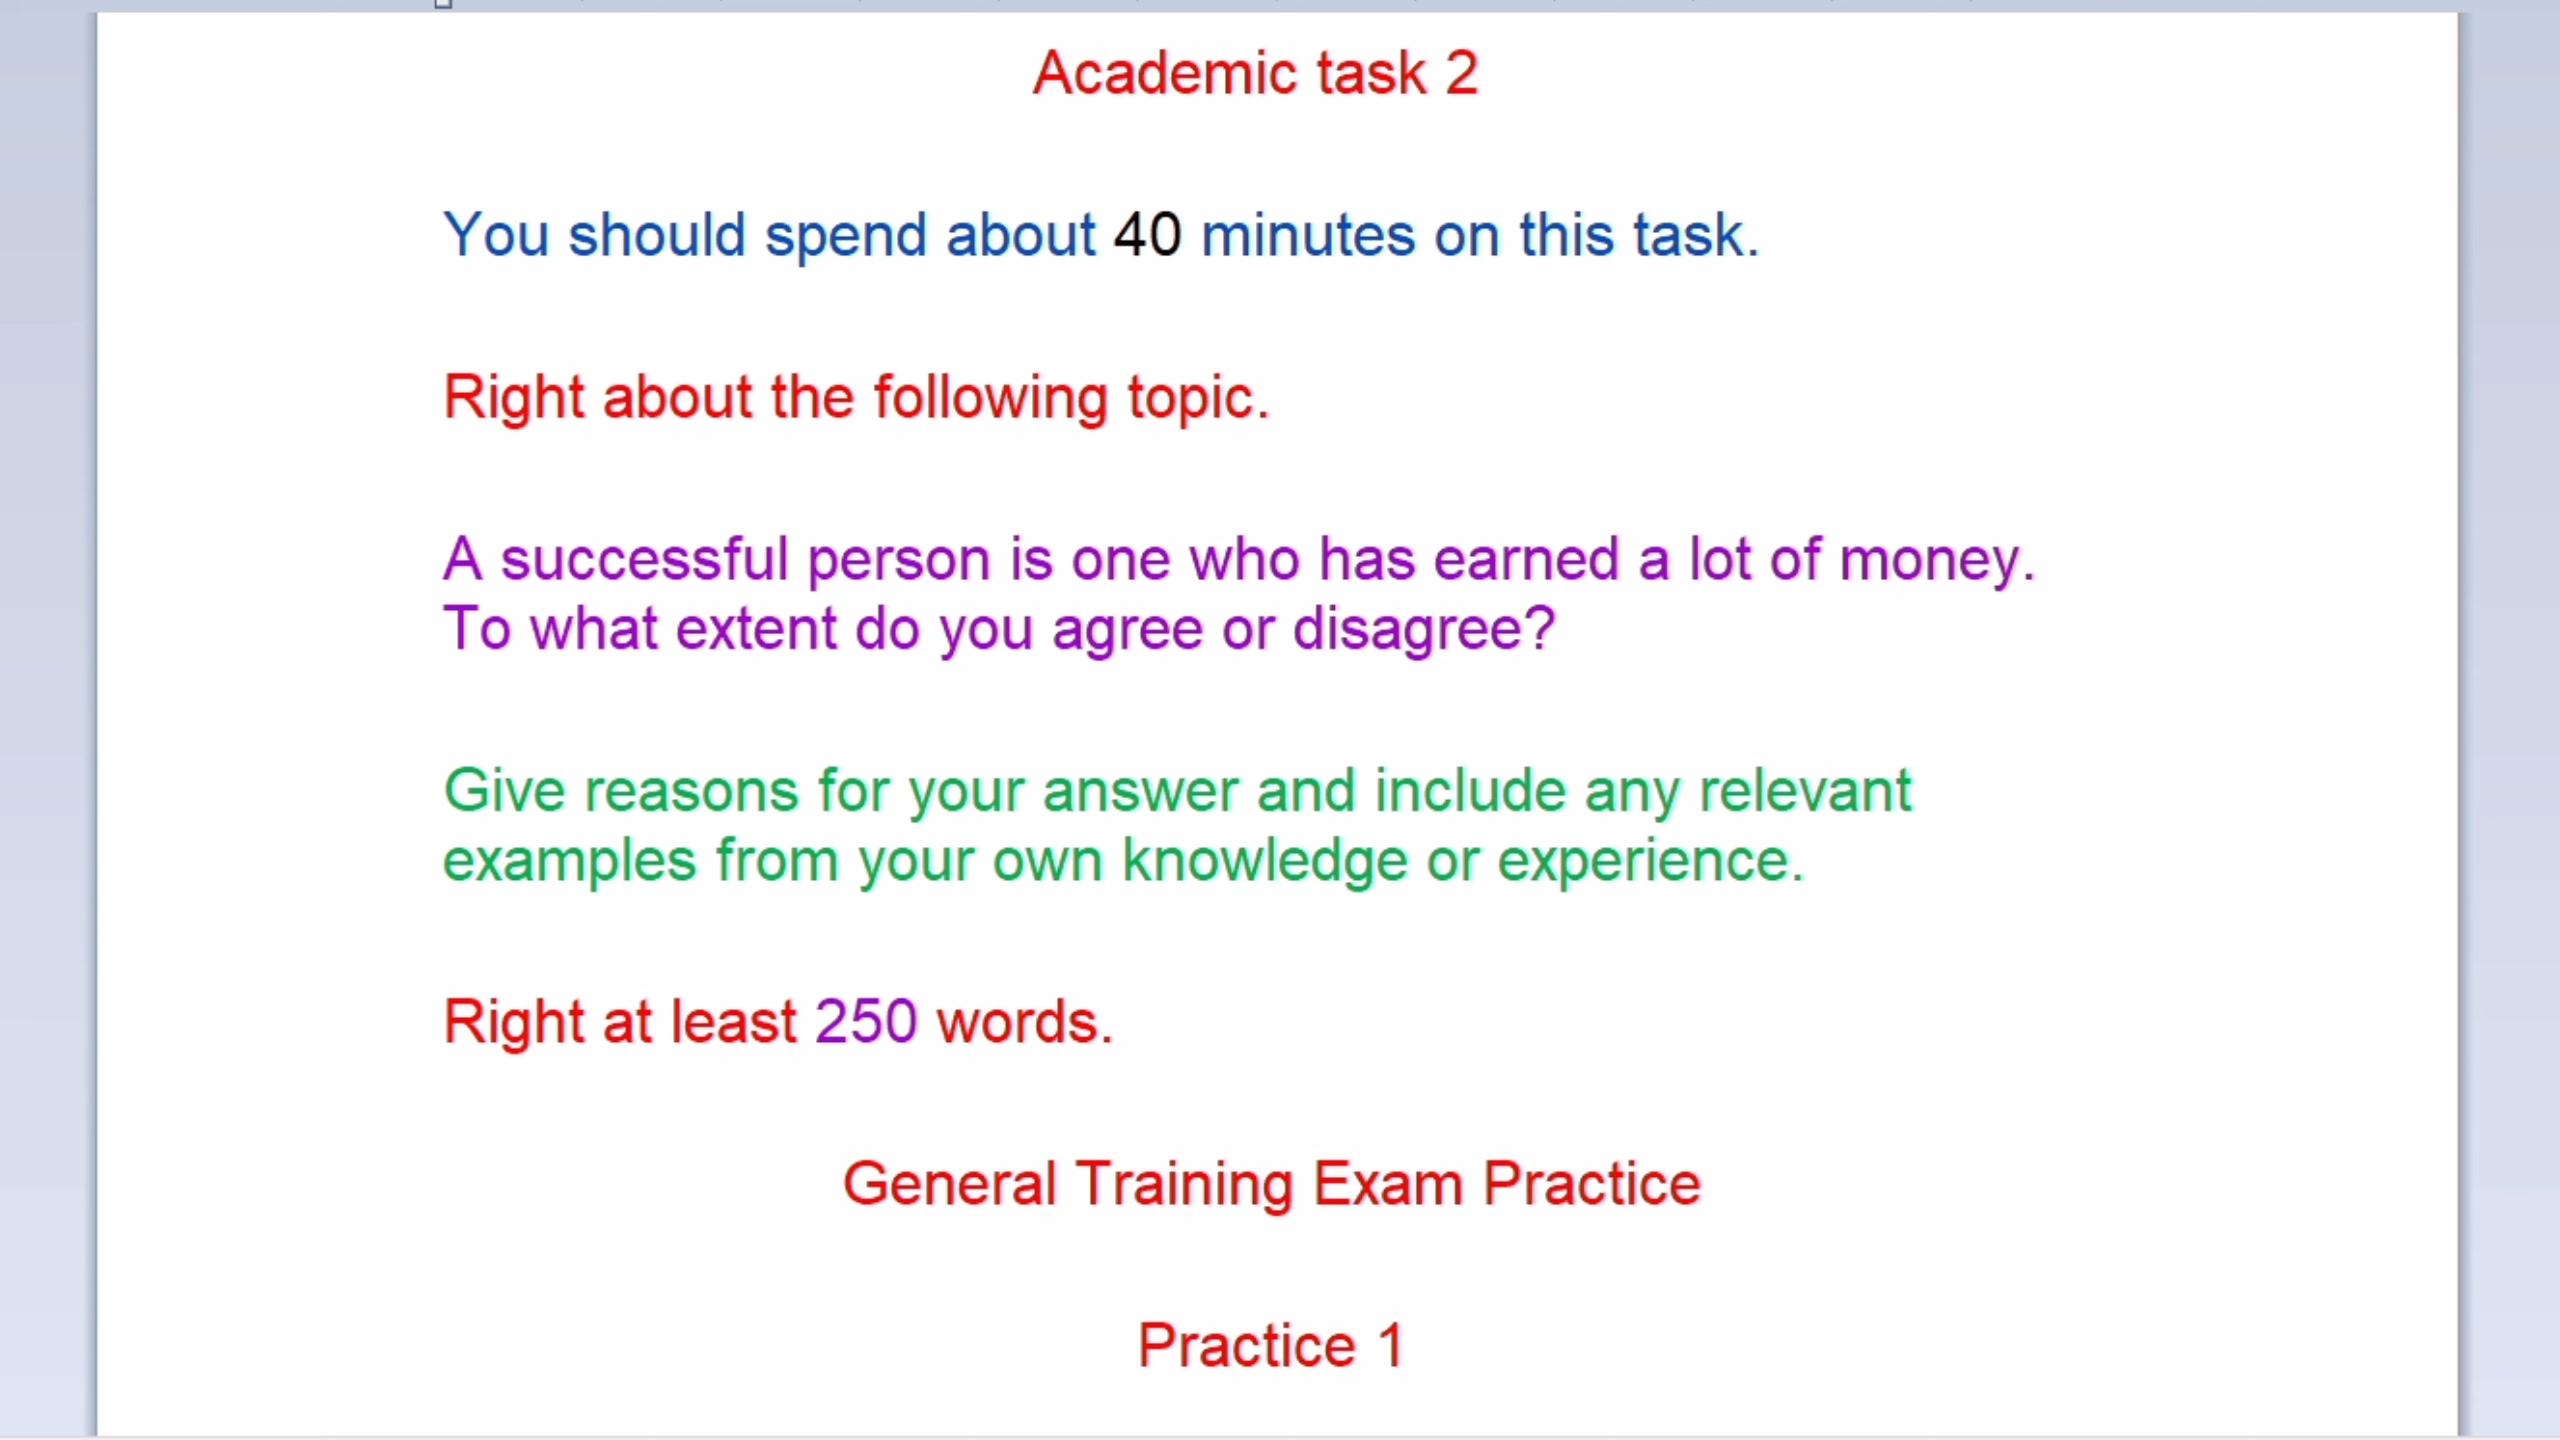 Academic task 2
You should spend about 40 minutes on this task.
Right about the following topic.
A successful person is one who has earned a lot of money.
To what extent do you agree or disagree?
Give reasons for your answer and include any relevant
examples from your own knowledge or experience.
Right at least 250 words.
General Training Exam Practice
Practice 1